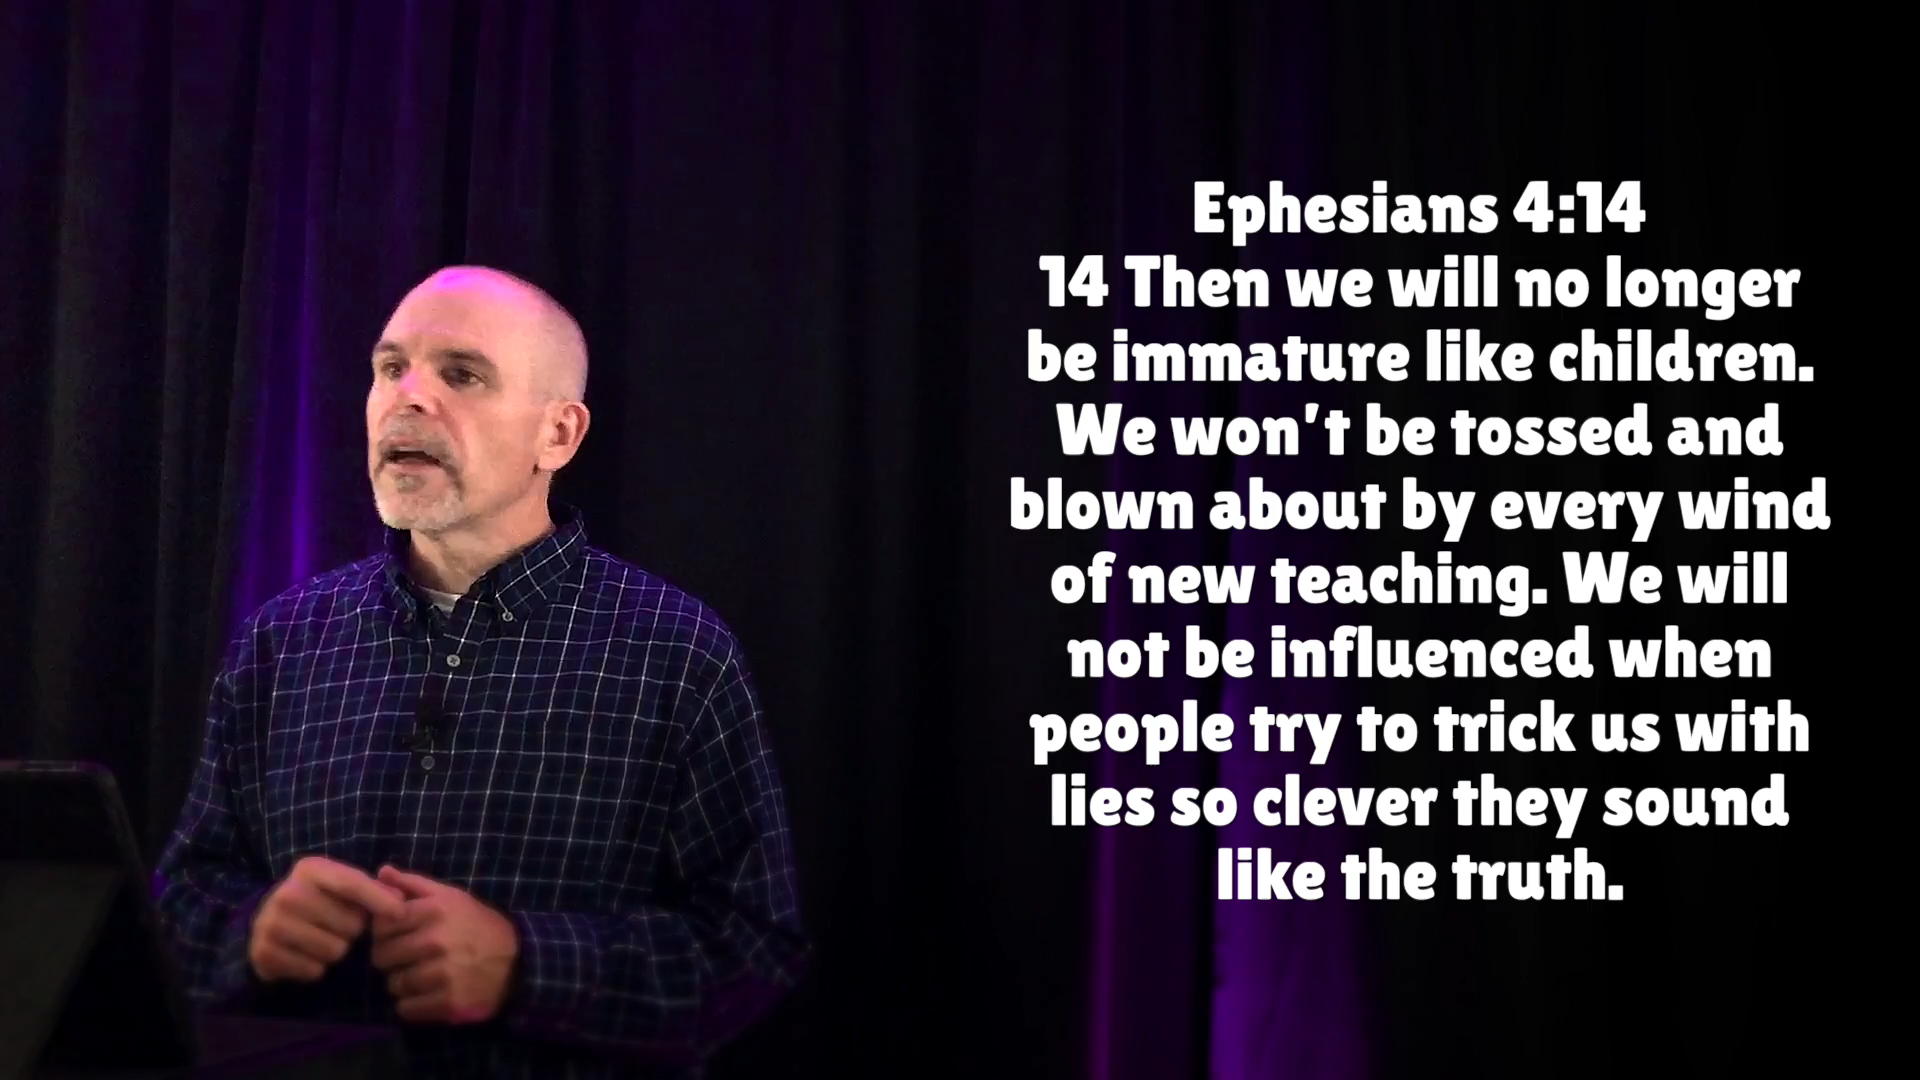 Ephesians 4:14
14 Then we will no longer
be immature like children.
We won't be tossed and
blown about by every wind
of new teaching. We will
not be influenced when
people try to trick us with
lies so clever they sound
like the truth.